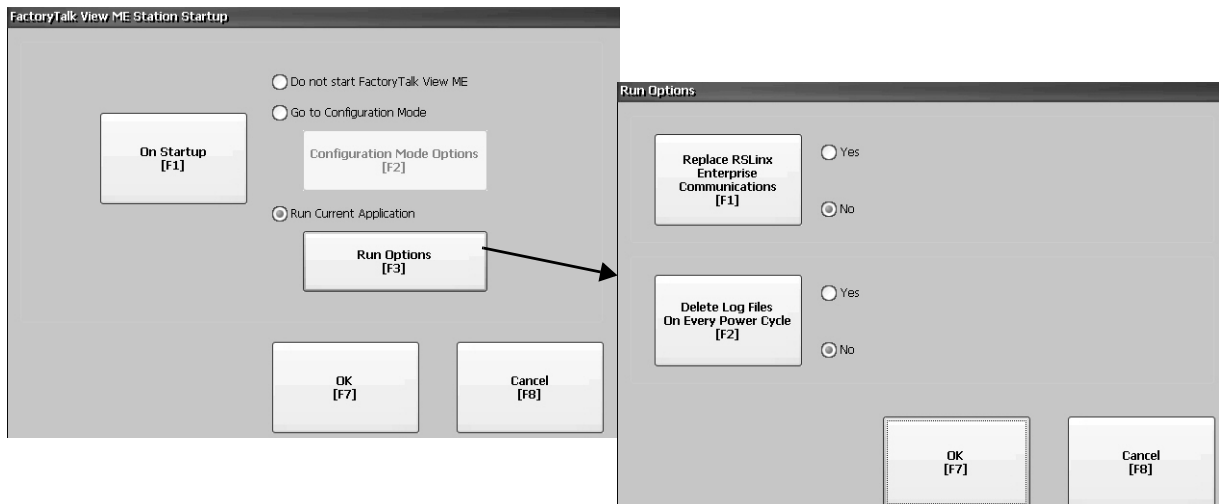 FactoryTalk View ME Station Startup
Do not start FactoryTalk View ME
Go to Configuration Mode
On Startup
[F1]
Configuration Mode Options
[F2]
Run Current Application
Run Options
[F3]
OK
[F7]
Cancel
[F8]
Run Options
Replace RSLinx
Enterprise
Communications
[F1]
Yes
No
Delete Log Files
On Every Power Cycle
[F2]
Yes
No
OK
[F7]
Cancel
[F8]